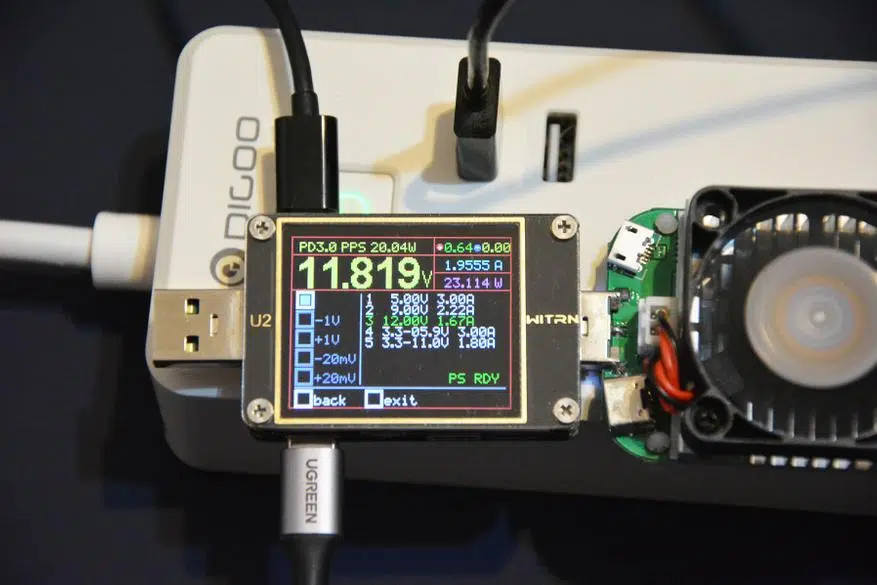 DIGOO
PD3.0 PPS 20.04W
0.64 0.00
11.819V
1.9555 A
23.114 W
1 5.00V 3.00A
2 9.00V 2.22A
3 12.00V 1.67A
4 3.3-05.9V 3.00A
5 3.3-11.0V 1.80A
-1V
+1V
-20mV
+20mV
PS RDY
back exit
U2
WITRN
UGREEN